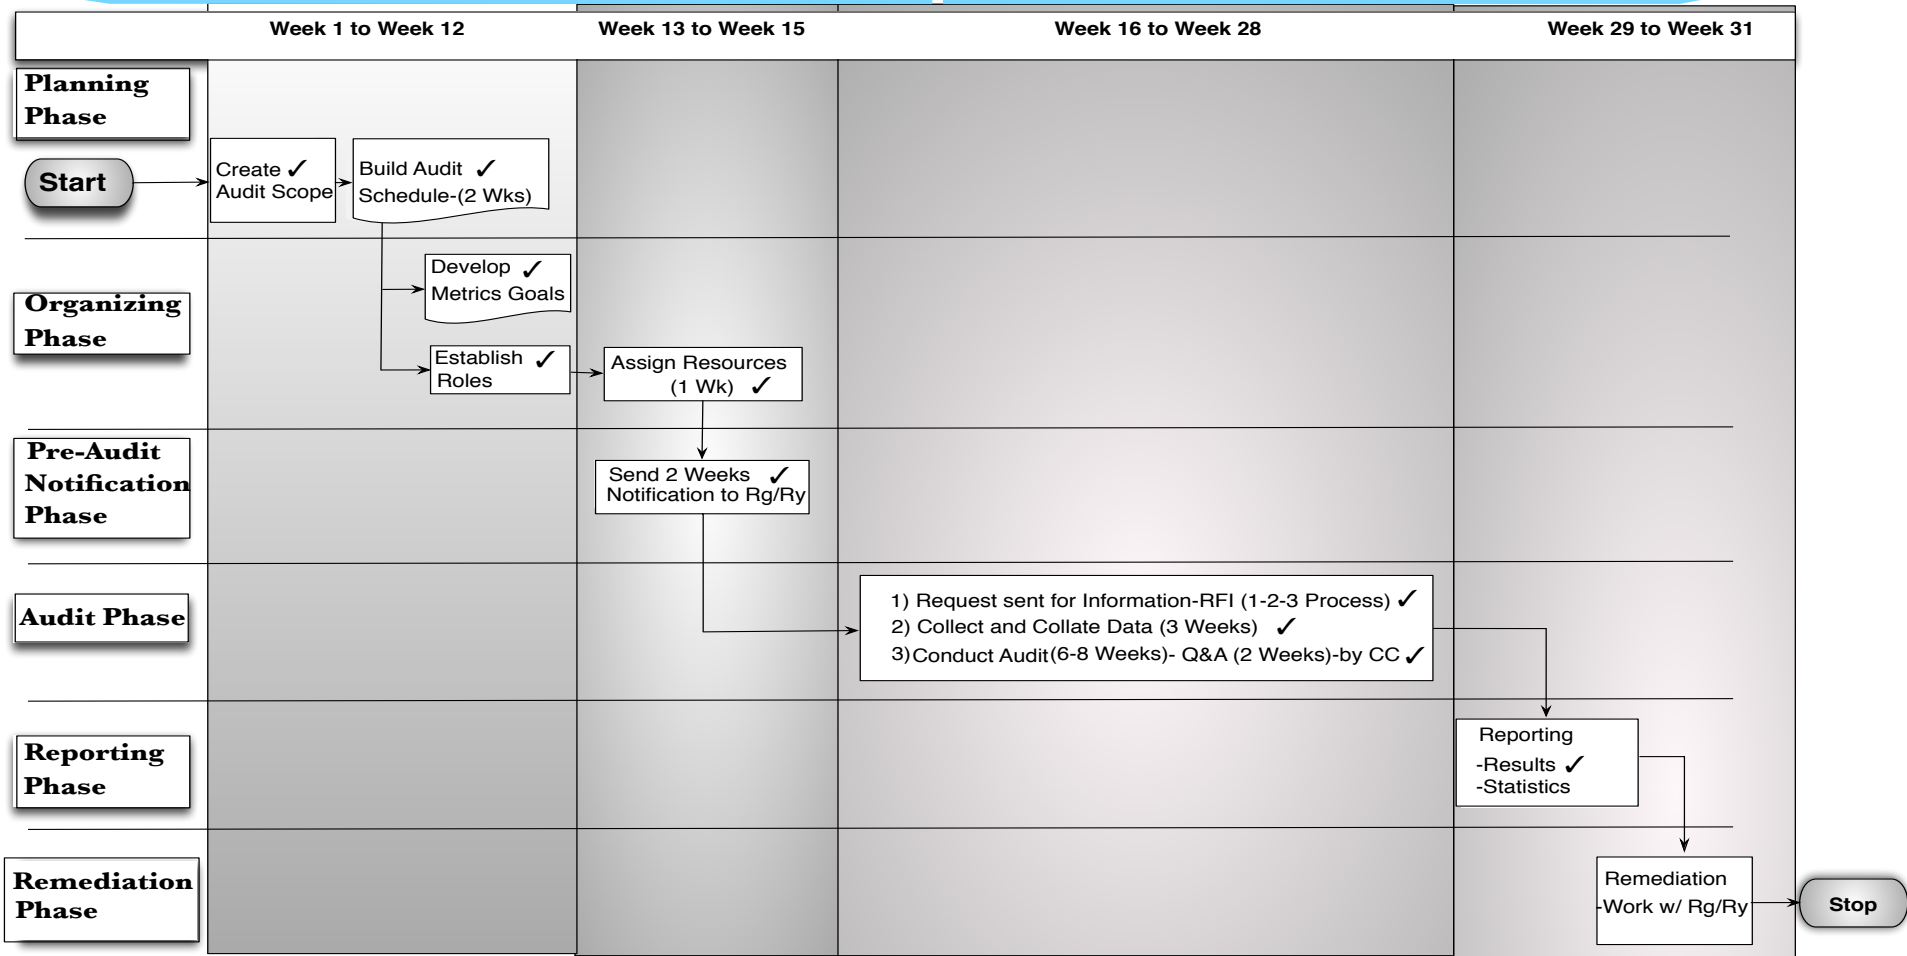 Week 1 to Week 12
Week 13 to Week 15
Week 16 to Week 28
Week 29 to Week 31
Planning
Phase
Start
Create ✓
Audit Scope
Build Audit ✓
Schedule-(2 Wks)
Organizing
Phase
Develop ✓
Metrics Goals
Establish ✓
Roles
Assign Resources
(1 Wk) ✓
Pre-Audit
Notification
Phase
Send 2 Weeks ✓
Notification to Rg/Ry
Audit Phase
1) Request sent for Information-RFI (1-2-3 Process) ✓
2) Collect and Collate Data (3 Weeks) ✓
3)Conduct Audit(6-8 Weeks)- Q&A (2 Weeks)-by CC ✓
Reporting
Phase
Reporting
-Results ✓
-Statistics
Remediation
Phase
Remediation
-Work w/ Rg/Ry
Stop